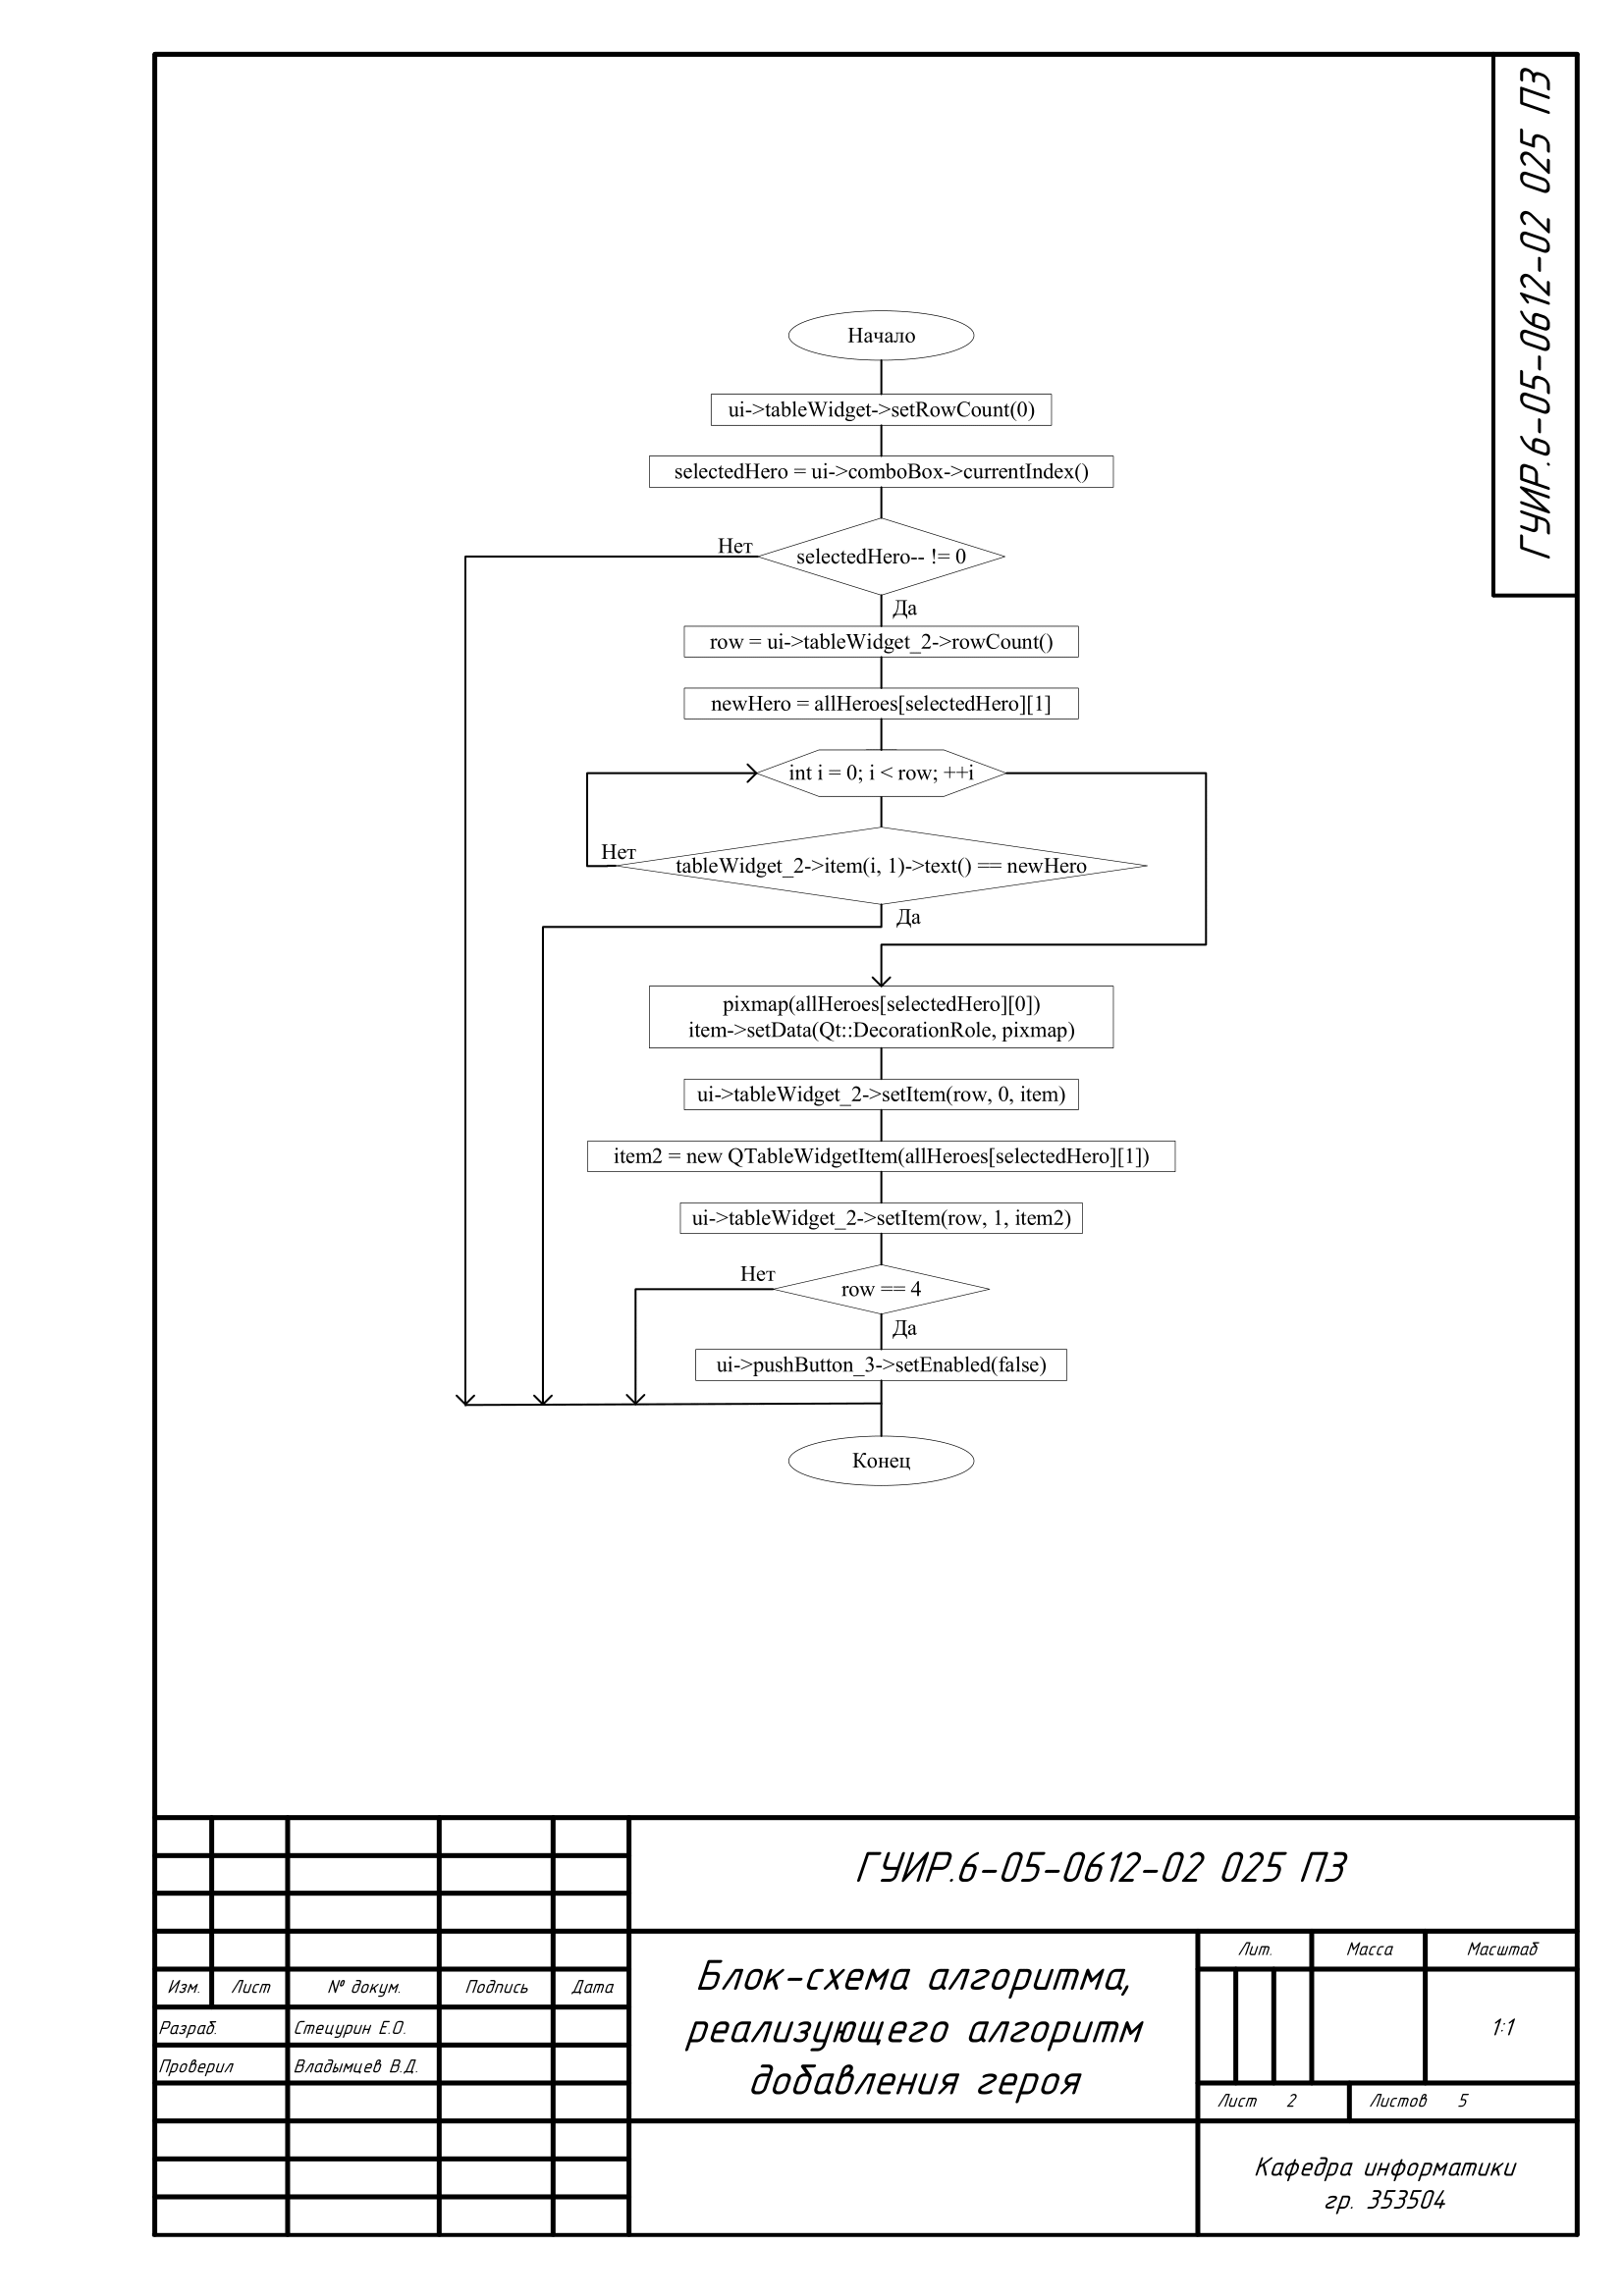 ГУИР.6-05-0612-02 025 ПЗ
Начало
ui->tableWidget->setRowCount(0)
selectedHero = ui->comboBox->currentIndex()
Нет
selectedHero-- != 0
Да
row = ui->tableWidget_2->rowCount()
newHero = allHeroes[selectedHero][1]
int i = 0; i < row; ++i
Нет
tableWidget_2->item(i, 1)->text() == newHero
Да
pixmap(allHeroes[selectedHero][0])
item->setData(Qt::DecorationRole, pixmap)
ui->tableWidget_2->setItem(row, 0, item)
item2 = new QTableWidgetItem(allHeroes[selectedHero][1])
ui->tableWidget_2->setItem(row, 1, item2)
Нет
row == 4
Да
ui->pushButton_3->setEnabled(false)
Конец
ГУИР.6-05-0612-02 025 ПЗ
Изм. Лист № докум. Подпись Дата
Разраб. Стецурин Е.О.
Проверил Владымцев В.Д.
Блок-схема алгоритма,
реализующего алгоритм
добавления героя
Лит. Масса Масштаб
1:1
Лист 2 Листов 5
Кафедра информатики
гр. 353504